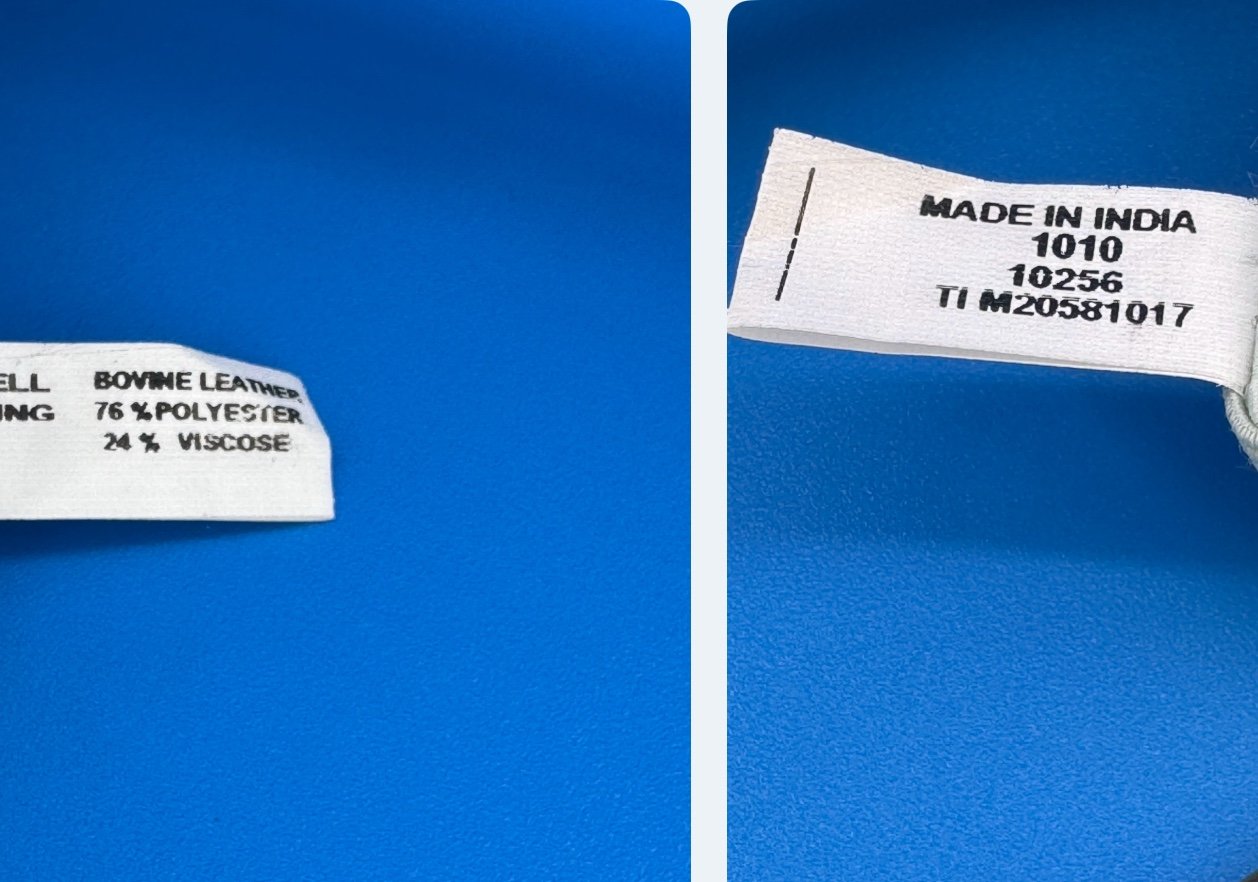 ELL BOVINE LEATHER,
ING 76 % POLYESTER
24 % VISCOSE
MADE IN INDIA
1010
10256
TI M20581017